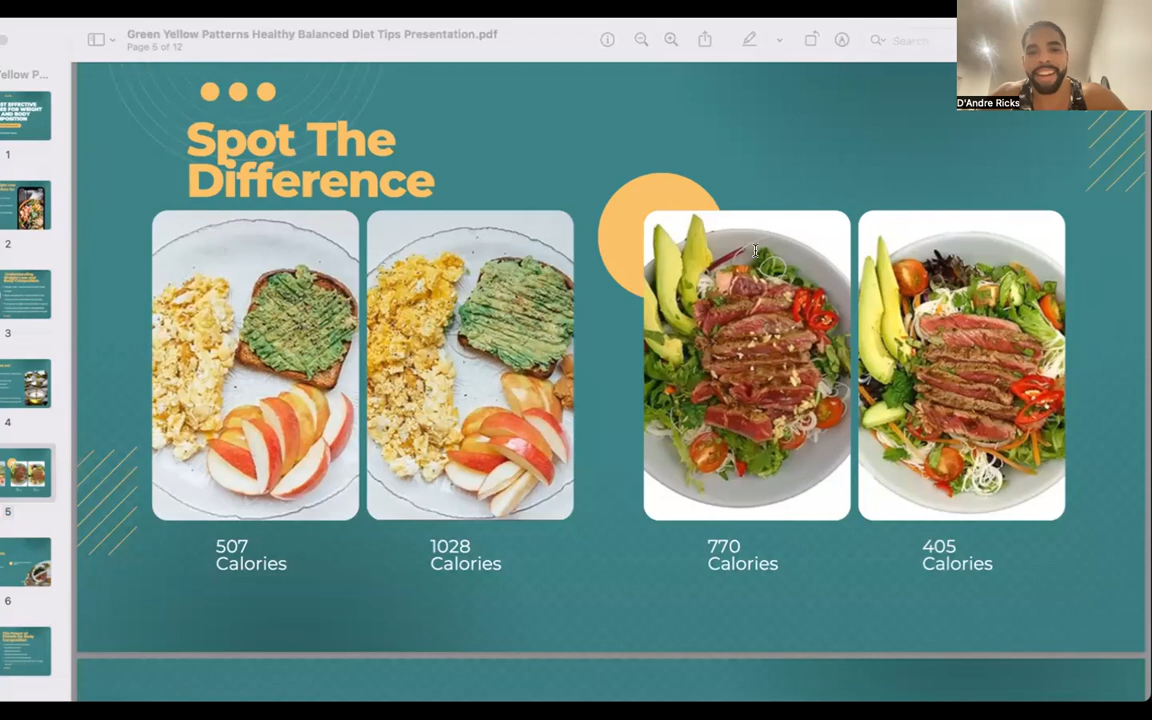 Green Yellow Patterns Healthy Balanced Diet Tips Presentation.pdf
Page 5 of 12
Search
D'Andre Ricks
ellow P...
1
2
3
4
5
6
Spot The
Difference
507
Calories
1028
Calories
770
Calories
405
Calories